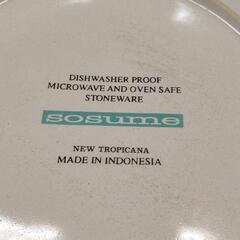 DISHWASHER PROOF
MICROWAVE AND OVEN SAFE
STONEWARE
sosume
NEW TROPICANA
MADE IN INDONESIA